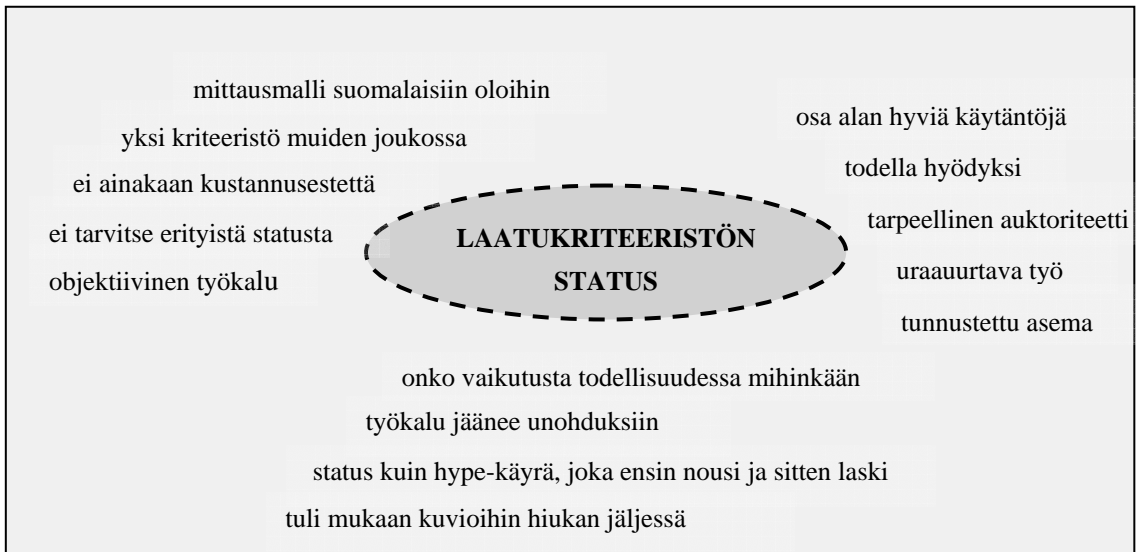 mittausmalli suomalaisiin oloihin
yksi kriteeristö muiden joukossa
ei ainakaan kustannusestettä
ei tarvitse erityistä statusta
objektiivinen työkalu
osa alan hyviä käytäntöjä
todella hyödyksi
tarpeellinen auktoriteetti
uraauurtava työ
tunnustettu asema
LAATUKRITEERISTÖN
STATUS
onko vaikutusta todellisuudessa mihinkään
työkalu jäänee unohduksiin
status kuin hype-käyrä, joka ensin nousi ja sitten laski
tuli mukaan kuvioihin hiukan jäljessä